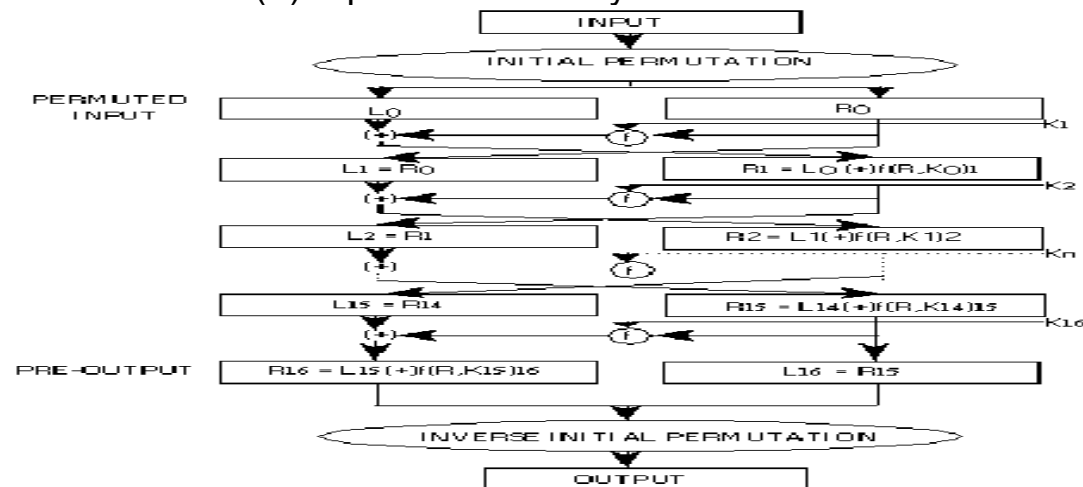 INPUT
INITIAL PERMUTATION
PERMUTED
INPUT
L0
R0
K1
(+)
f
L1 = R0
R1 = L0(+)f(R,K0)1
K2
(+)
f
L2 = R1
R2 = L1(+)f(R,K1)2
Kn
(+)
f
L15 = R14
R15 = L14(+)f(R,K14)15
K16
(+)
f
PRE-OUTPUT
R16 = L15(+)f(R,K15)16
L16 = R15
INVERSE INITIAL PERMUTATION
OUTPUT